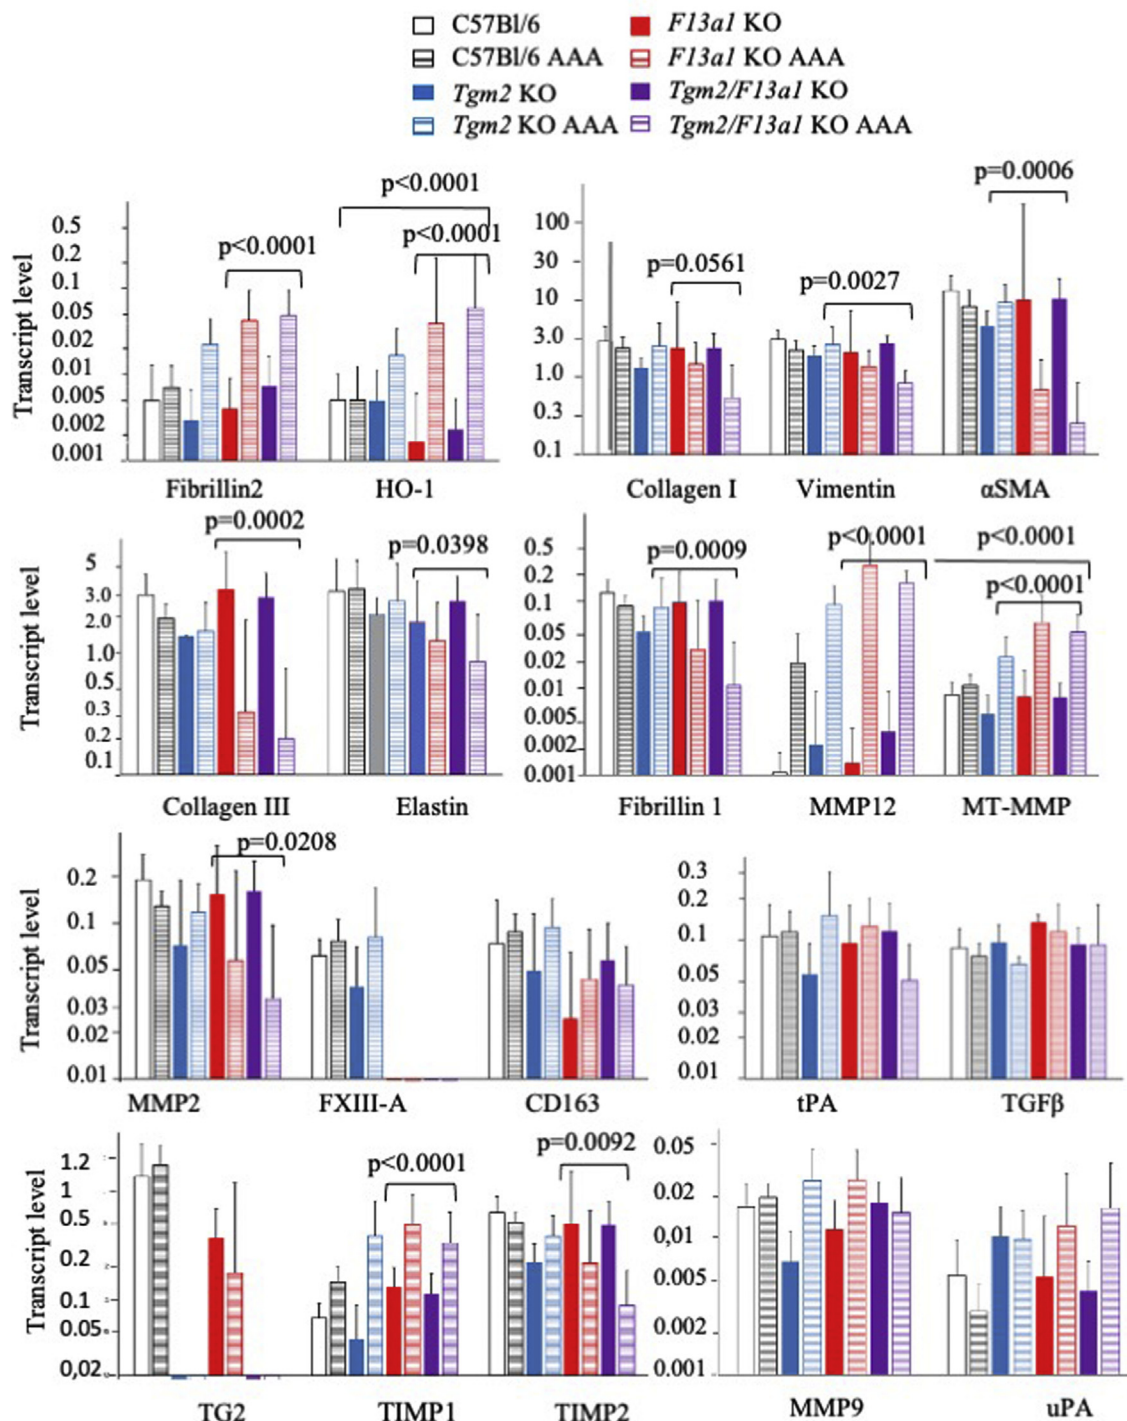 C57Bl/6 F13a1 KO
C57Bl/6 AAA F13a1 KO AAA
Tgm2 KO Tgm2/F13a1 KO
Tgm2 KO AAA Tgm2/F13a1 KO AAA
Transcript level
0.5
0.2
0.1
0.05
0.02
0.01
0.005
0.002
0.001
p<0.0001
p<0.0001
p<0.0001
Fibrillin2 HO-1
100
30
10
3.0
1.0
0.3
0.1
p=0.0561
p=0.0027
p=0.0006
Collagen I Vimentin αSMA
Transcript level
5
3.0
2.0
1.0
0.5
0.3
0.2
0.1
p=0.0002
p=0.0398
Collagen III Elastin
0.5
0.2
0.1
0.05
0.02
0.01
0.005
0.002
0.001
p=0.0009
p<0.0001
p<0.0001
p<0.0001
Fibrillin 1 MMP12 MT-MMP
Transcript level
0.2
0.1
0.05
0.03
0.02
0.01
p=0.0208
MMP2 FXIII-A CD163
0.3
0.2
0.1
0.05
0.03
0.02
0.01
tPA TGFβ
Transcript level
1.2
1
0.5
0.2
0.1
0.05
0,02
p<0.0001
p=0.0092
TG2 TIMP1 TIMP2
0.05
0.02
0,01
0.005
0.002
0.001
MMP9 uPA